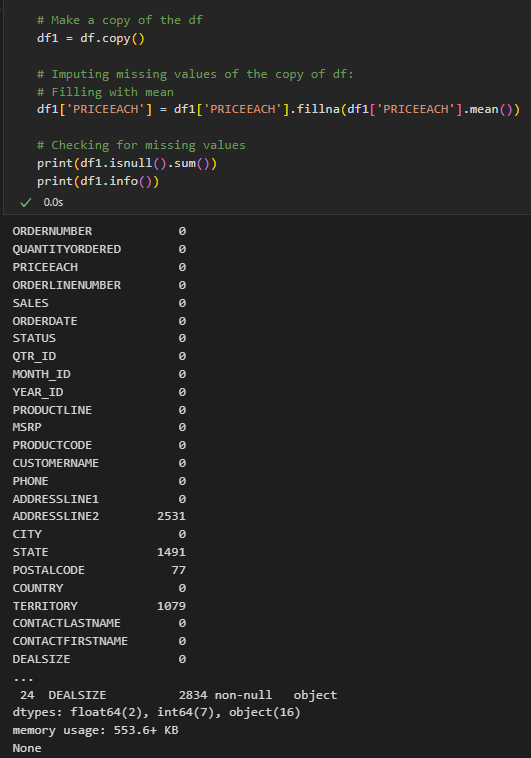 # Make a copy of the df
df1 = df.copy()
# Imputing missing values of the copy of df:
# Filling with mean
df1['PRICEEACH'] = df1['PRICEEACH'].fillna(df1['PRICEEACH'].mean())
# Checking for missing values
print(df1.isnull().sum())
print(df1.info())
0.0s
ORDERNUMBER 0
QUANTITYORDERED 0
PRICEEACH 0
ORDERLINENUMBER 0
SALES 0
ORDERDATE 0
STATUS 0
QTR_ID 0
MONTH_ID 0
YEAR_ID 0
PRODUCTLINE 0
MSRP 0
PRODUCTCODE 0
CUSTOMERNAME 0
PHONE 0
ADDRESSLINE1 0
ADDRESSLINE2 2531
CITY 0
STATE 1491
POSTALCODE 77
COUNTRY 0
TERRITORY 1079
CONTACTLASTNAME 0
CONTACTFIRSTNAME 0
DEALSIZE 0
...
24 DEALSIZE 2834 non-null object
dtypes: float64(2), int64(7), object(16)
memory usage: 553.6+ KB
None